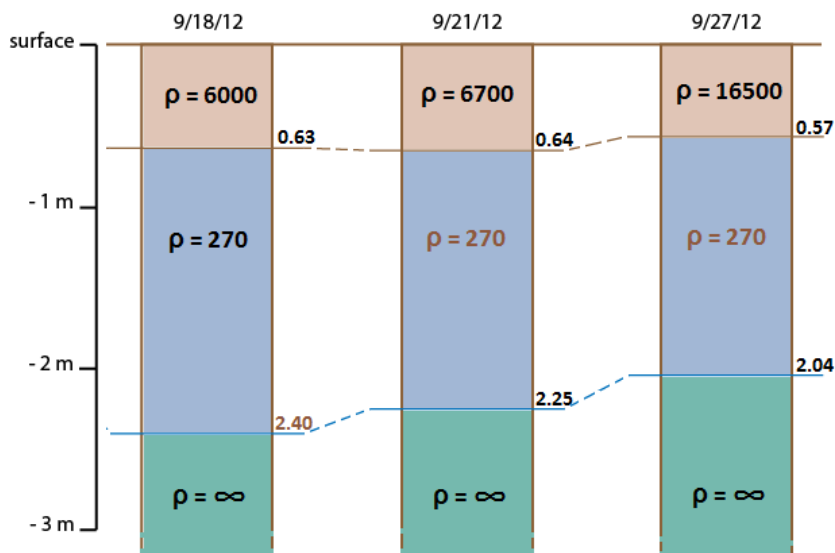 9/18/12 9/21/12 9/27/12
surface
ρ = 6000 ρ = 6700 ρ = 16500
0.63 0.64 0.57
- 1 m
ρ = 270 ρ = 270 ρ = 270
- 2 m
2.40 2.25 2.04
ρ = ∞ ρ = ∞ ρ = ∞
- 3 m